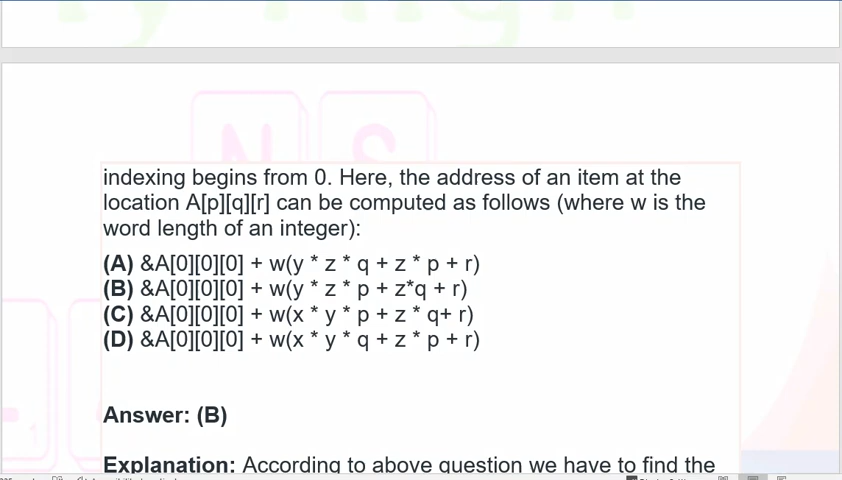 indexing begins from 0. Here, the address of an item at the
location A[p][q][r] can be computed as follows (where w is the
word length of an integer):
(A) &A[0][0][0] + w(y * z * q + z * p + r)
(B) &A[0][0][0] + w(y * z * p + z*q + r)
(C) &A[0][0][0] + w(x * y * p + z * q+ r)
(D) &A[0][0][0] + w(x * y * q + z * p + r)
Answer: (B)
Explanation: According to above question we have to find the